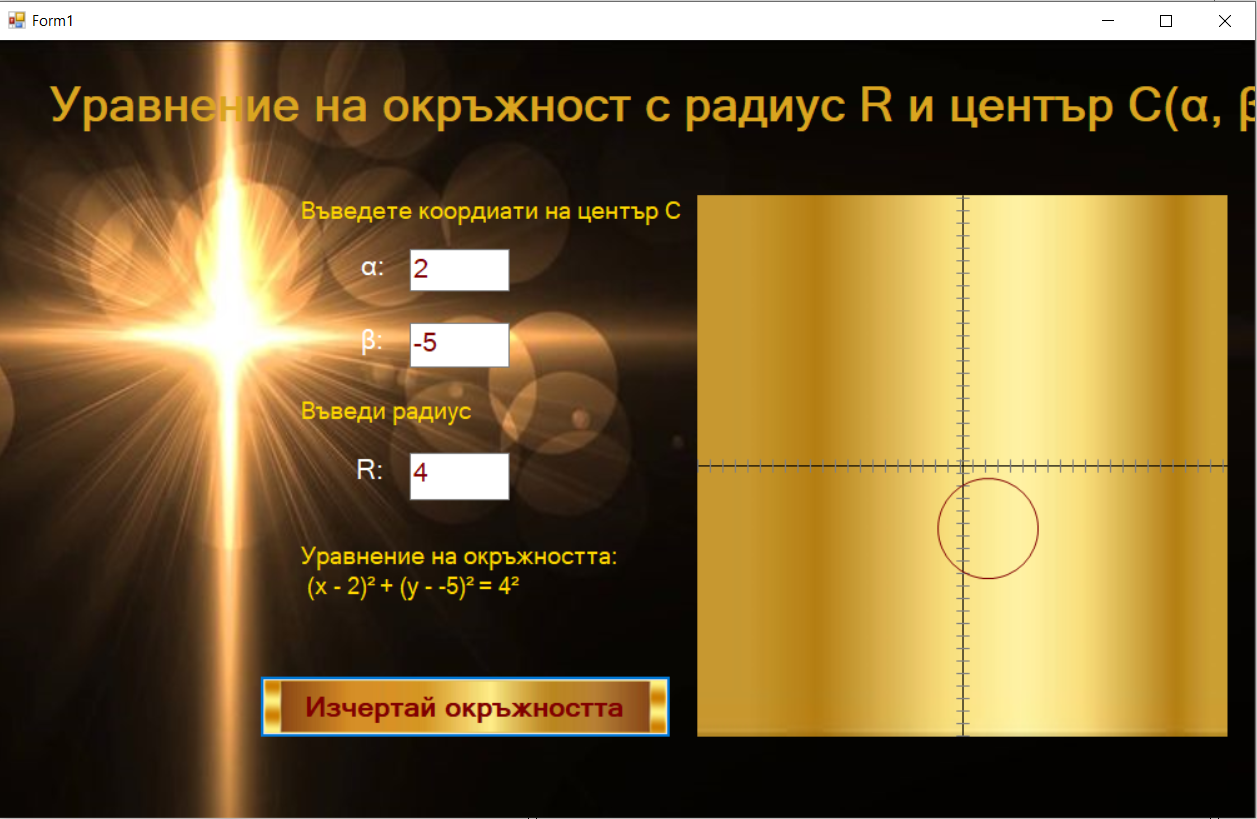 Form1
Уравнение на окръжност с радиус R и център C(α, β
Въведете коордиати на център C
α: 2
β: -5
Въведи радиус
R: 4
Уравнение на окръжността:
(x - 2)² + (y - -5)² = 4²
Изчертай окръжността